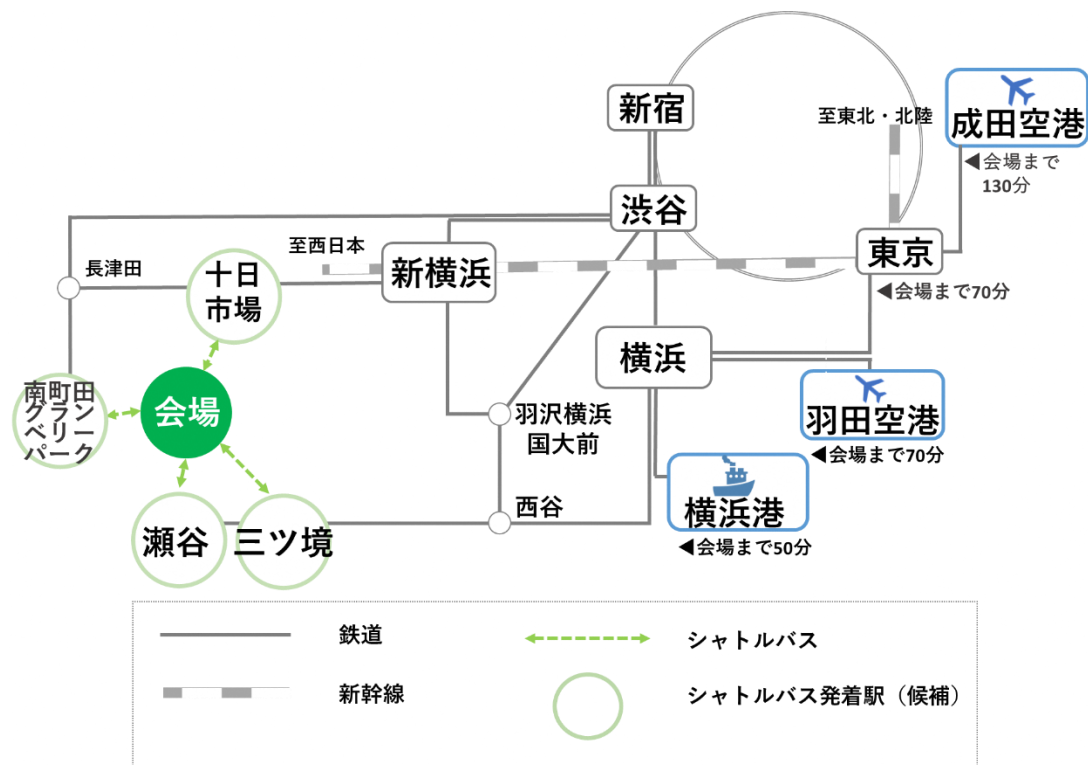 新宿
至東北・北陸
成田空港
◀会場まで
130分
渋谷
東京
◀会場まで70分
至西日本
新横浜
長津田
十日
市場
横浜
南町田
グラン
ベリー
パーク
会場
羽沢横浜
国大前
羽田空港
◀会場まで70分
西谷
横浜港
◀会場まで50分
瀬谷
三ツ境
鉄道
シャトルバス
新幹線
シャトルバス発着駅（候補）